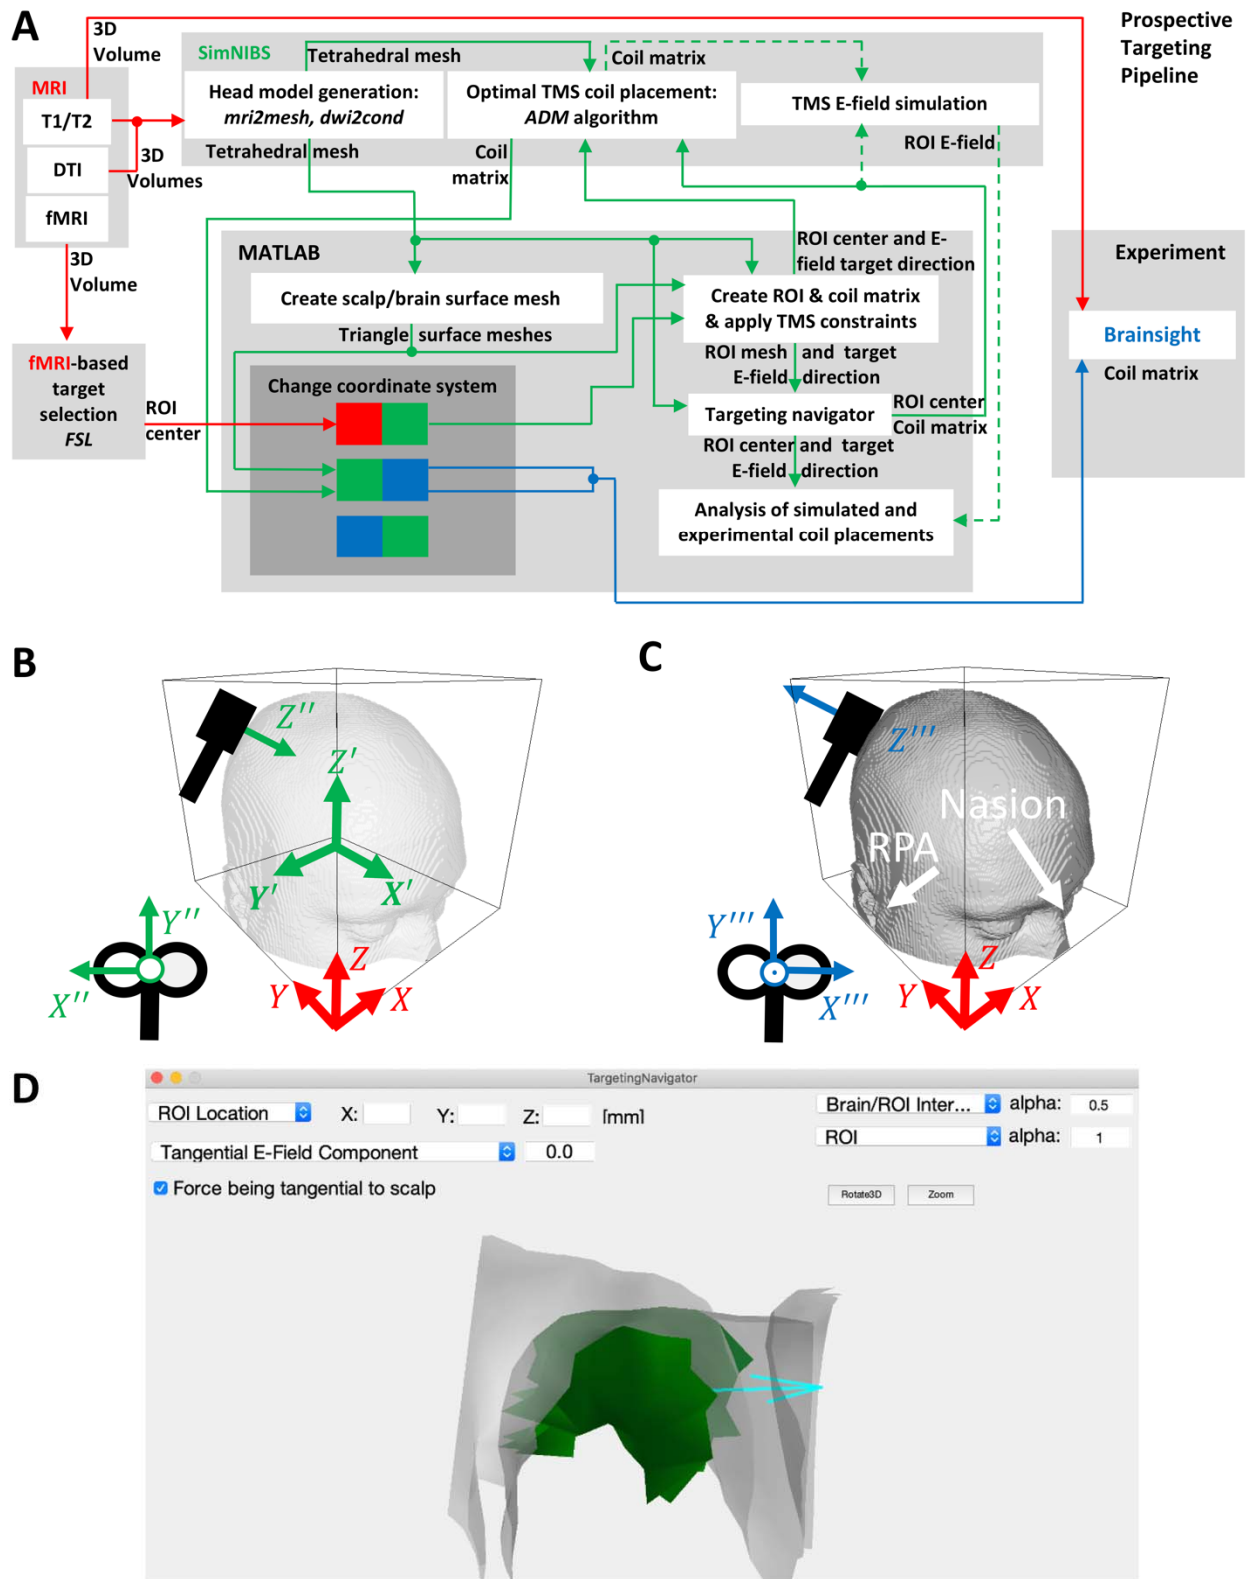 A
3D
Volume
Prospective
Targeting
Pipeline
SimNIBS
Tetrahedral mesh
Coil matrix
MRI
T1/T2
DTI
fMRI
3D
Volumes
Head model generation:
mri2mesh, dwi2cond
Optimal TMS coil placement:
ADM algorithm
TMS E-field simulation
Tetrahedral mesh
Coil
matrix
ROI E-field
3D
Volume
MATLAB
ROI center and E-
field target direction
Experiment
Create scalp/brain surface mesh
Create ROI & coil matrix
& apply TMS constraints
Brainsight
Coil matrix
Triangle surface meshes
ROI mesh and target
E-field direction
fMRI-based
target
selection
FSL
ROI
center
Change coordinate system
Targeting navigator
ROI center
Coil matrix
ROI center and target
E-field direction
Analysis of simulated and
experimental coil placements
B
Z''
Z'
Y'
X'
Y''
X''
Z
Y
X
C
Z'''
Nasion
RPA
Y'''
X'''
Z
Y
X
D
TargetingNavigator
ROI Location
X:
Y:
Z:
[mm]
Brain/ROI Inter...
alpha:
0.5
Tangential E-Field Component
0.0
ROI
alpha:
1
Force being tangential to scalp
Rotate3D
Zoom